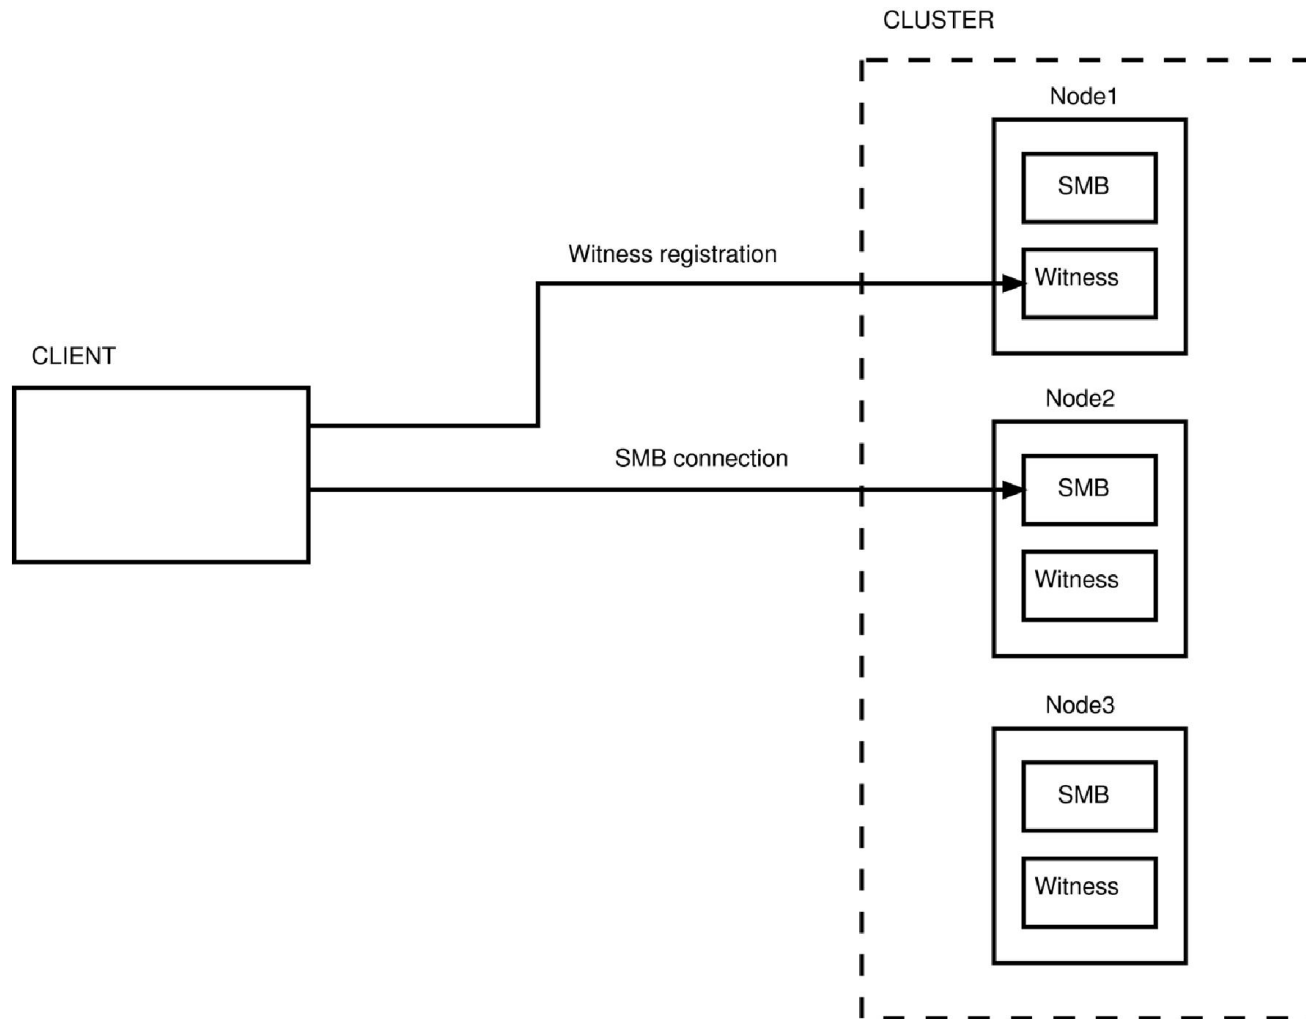 CLUSTER
Node1
SMB
Witness registration
Witness
CLIENT
Node2
SMB connection
SMB
Witness
Node3
SMB
Witness